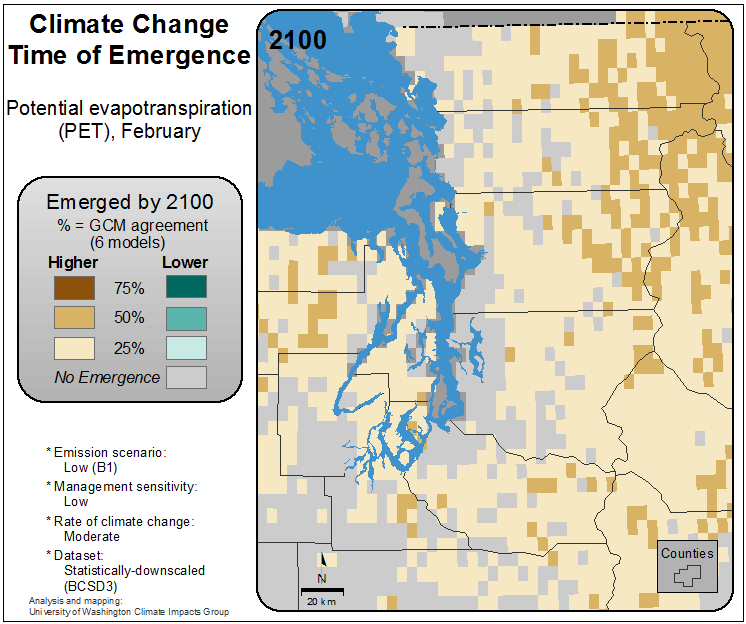 Climate Change
Time of Emergence
Potential evapotranspiration
(PET), February
Emerged by 2100
% = GCM agreement
(6 models)
Higher Lower
75%
50%
25%
No Emergence
* Emission scenario:
Low (B1)
* Management sensitivity:
Low
* Rate of climate change:
Moderate
* Dataset:
Statistically-downscaled
(BCSD3)
Analysis and mapping:
University of Washington Climate Impacts Group
2100
N
20 km
Counties